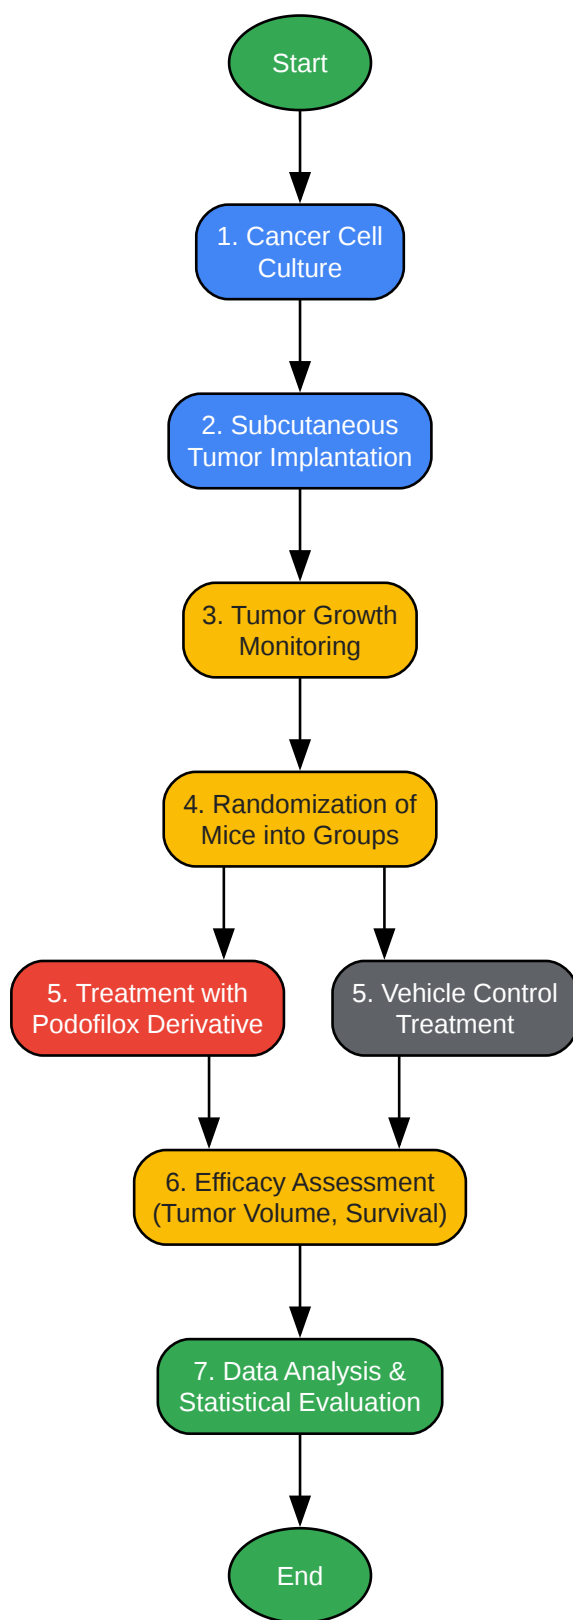 Start
1. Cancer Cell
Culture
2. Subcutaneous
Tumor Implantation
3. Tumor Growth
Monitoring
4. Randomization of
Mice into Groups
5. Treatment with
Podofilox Derivative
5. Vehicle Control
Treatment
6. Efficacy Assessment
(Tumor Volume, Survival)
7. Data Analysis &
Statistical Evaluation
End